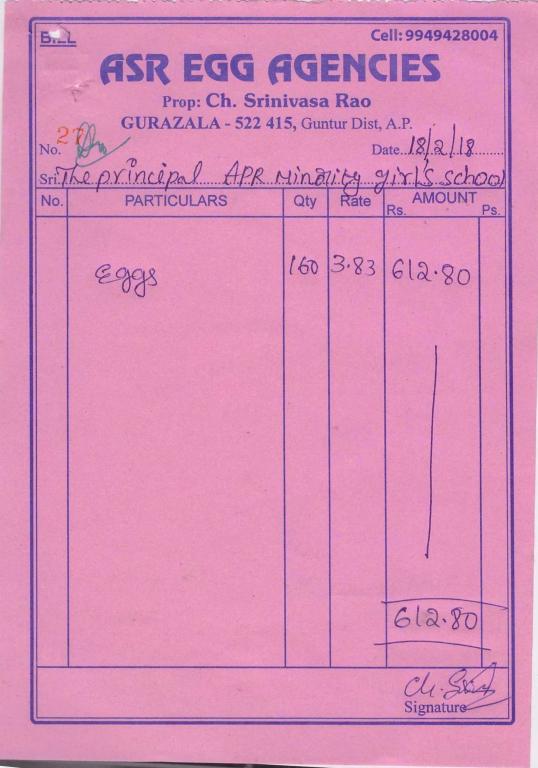 BILL
Cell: 9949428004
ASR EGG AGENCIES
Prop: Ch. Srinivasa Rao
GURAZALA - 522 415, Guntur Dist, A.P.
No. 27 Date 18/2/18
Sri. The principal APR Minority girl's school
No. PARTICULARS Qty Rate AMOUNT
Rs. Ps.
Eggs 160 3.83 612.80
612.80
Signature